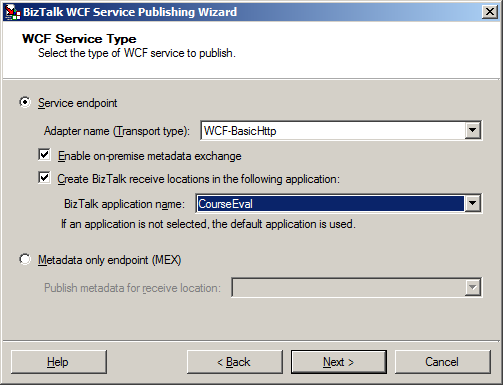 BizTalk WCF Service Publishing Wizard
WCF Service Type
Select the type of WCF service to publish.
Service endpoint
Adapter name (Transport type): WCF-BasicHttp
Enable on-premise metadata exchange
Create BizTalk receive locations in the following application:
BizTalk application name: CourseEval
If an application is not selected, the default application is used.
Metadata only endpoint (MEX)
Publish metadata for receive location:
Help < Back Next > Cancel